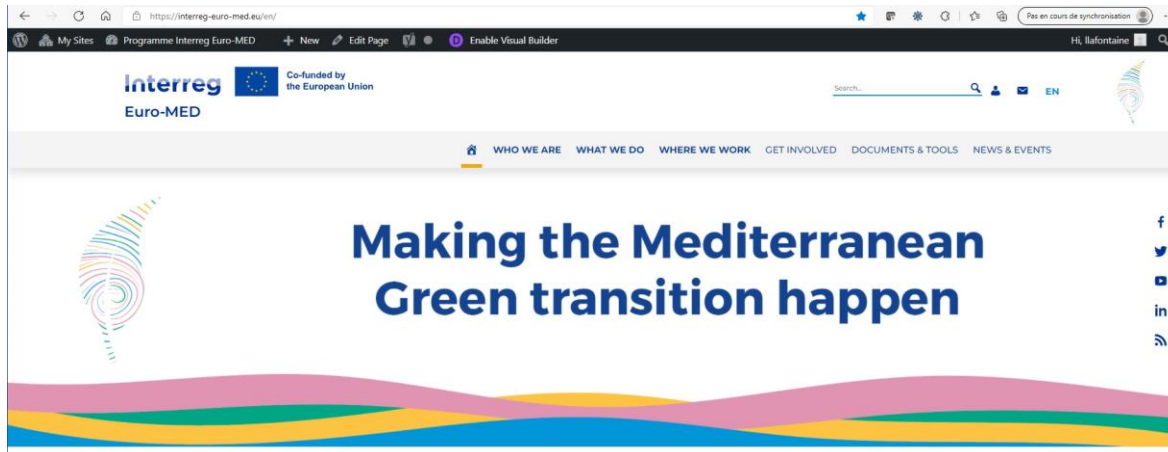 https://interreg-euro-med.eu/en/
Pas en cours de synchronisation
My Sites Programme Interreg Euro-MED + New Edit Page Enable Visual Builder Hi, llafontaine
Interreg
Co-funded by
the European Union
Euro-MED
Search... EN
WHO WE ARE WHAT WE DO WHERE WE WORK GET INVOLVED DOCUMENTS & TOOLS NEWS & EVENTS
Making the Mediterranean
Green transition happen